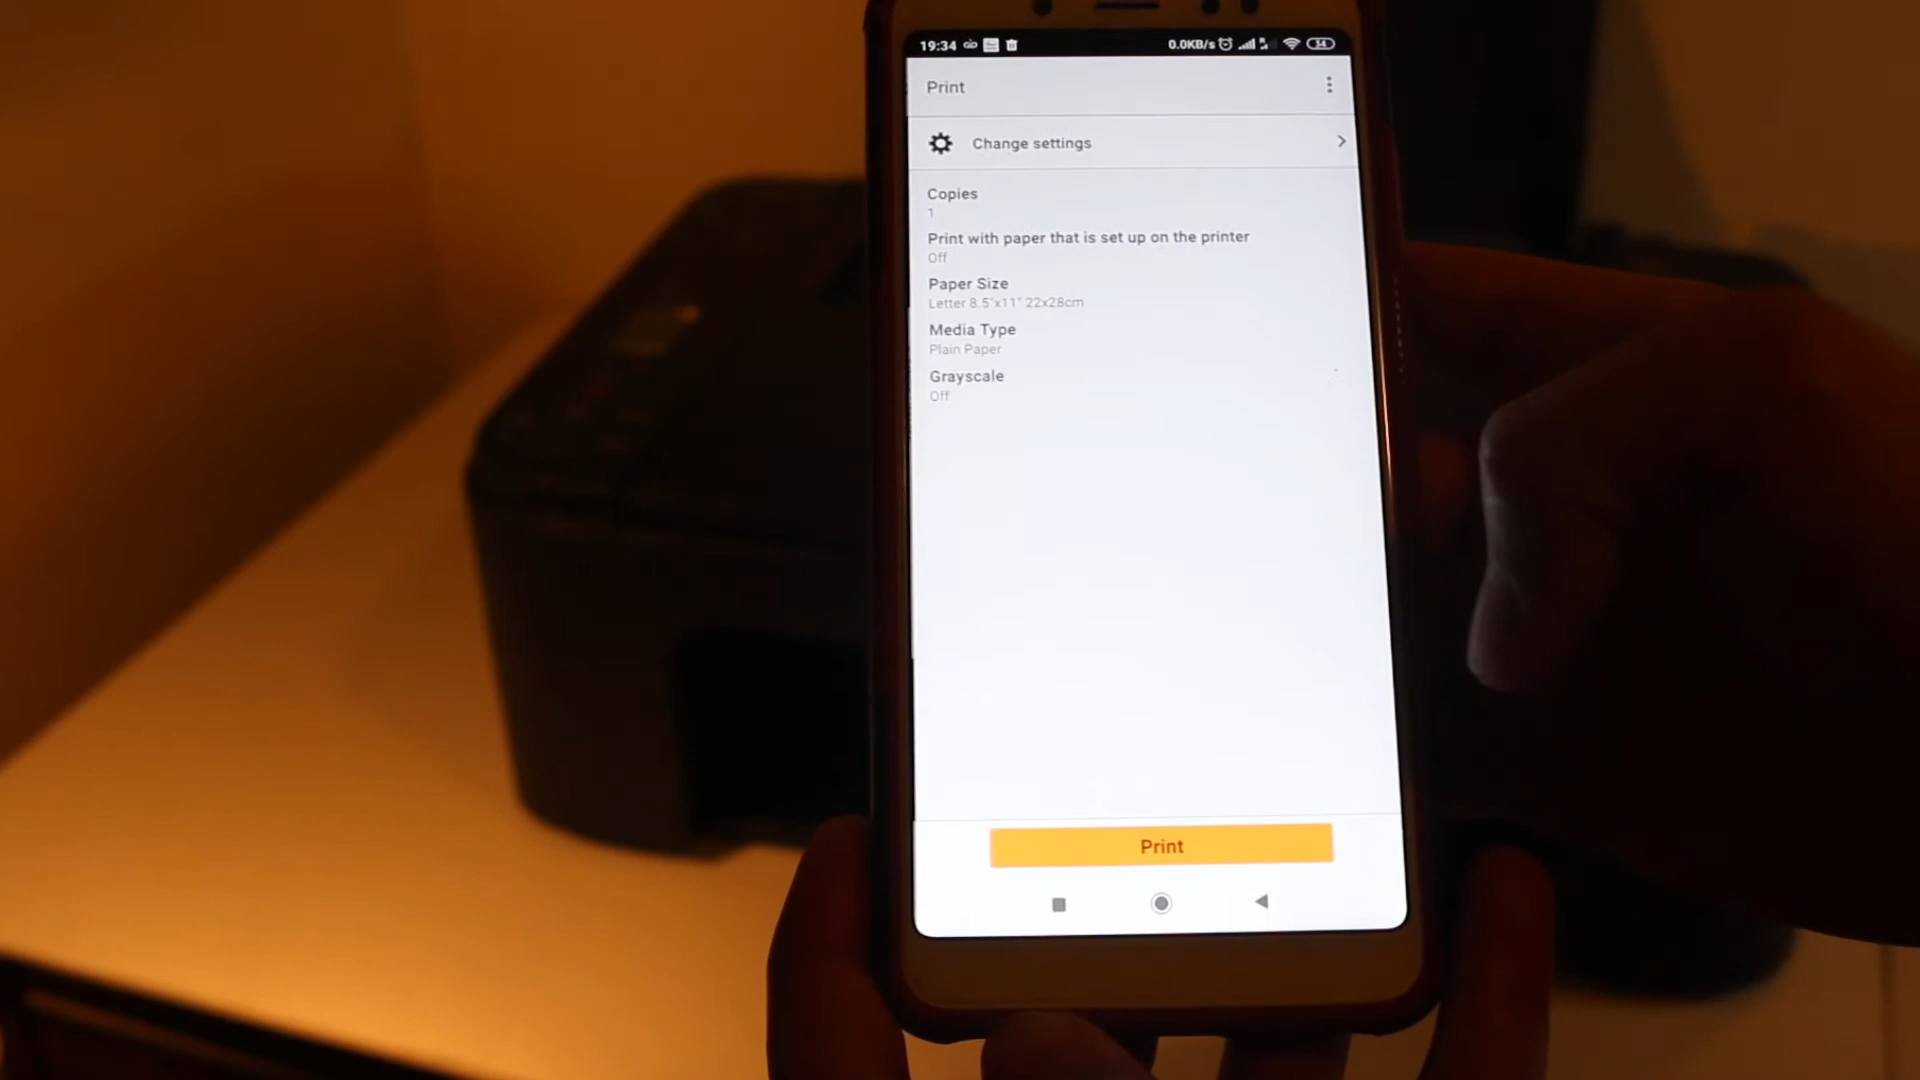 19:34 0.0KB/s 54
Print
Change settings
Copies
1
Print with paper that is set up on the printer
Off
Paper Size
Letter 8.5"x11" 22x28cm
Media Type
Plain Paper
Grayscale
Off
Print